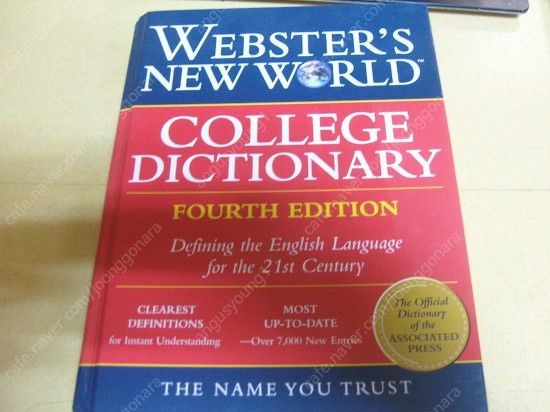 WEBSTER'S
NEW WORLD™
COLLEGE
DICTIONARY
FOURTH EDITION
Defining the English Language
for the 21st Century
CLEAREST
DEFINITIONS
for Instant Understanding
MOST
UP-TO-DATE
—Over 7,000 New Entries
The Official
Dictionary
of the
ASSOCIATED
PRESS
THE NAME YOU TRUST
cafe.naver.com/joonggonara